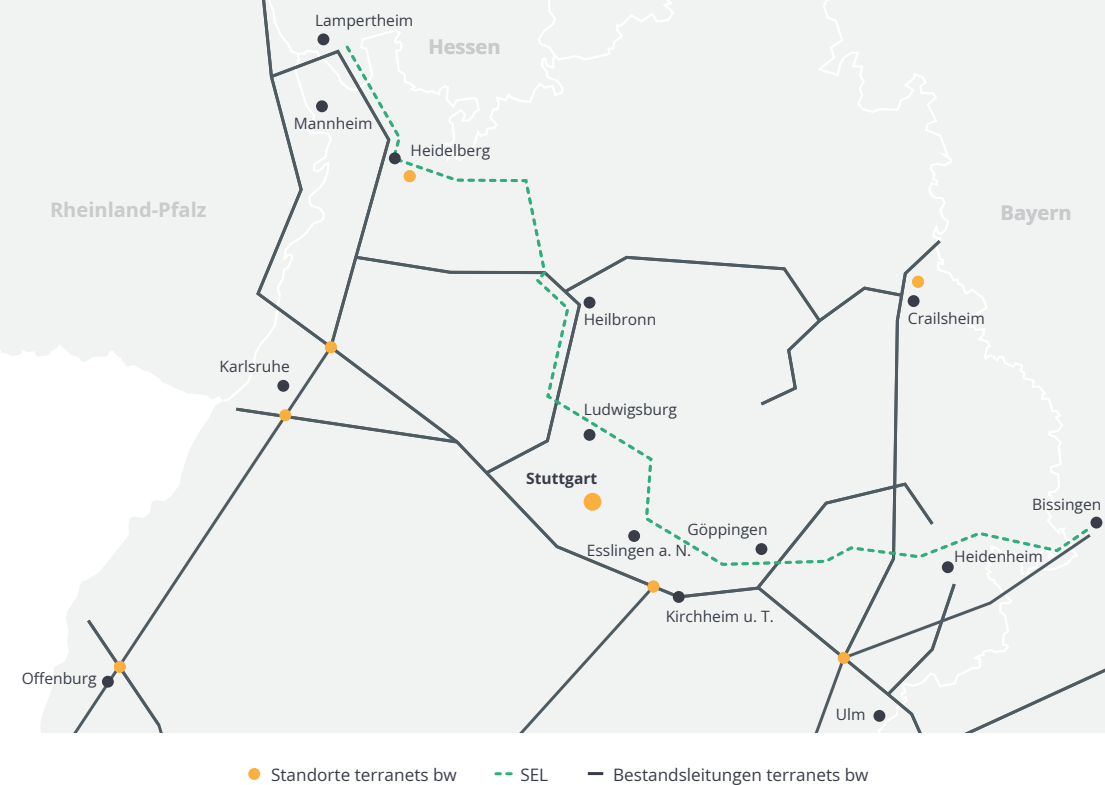 Lampertheim
Hessen
Mannheim
Heidelberg
Rheinland-Pfalz
Bayern
Heilbronn
Crailsheim
Karlsruhe
Ludwigsburg
Stuttgart
Bissingen
Göppingen
Esslingen a. N.
Heidenheim
Kirchheim u. T.
Offenburg
Ulm
Standorte terranets bw
SEL
Bestandsleitungen terranets bw